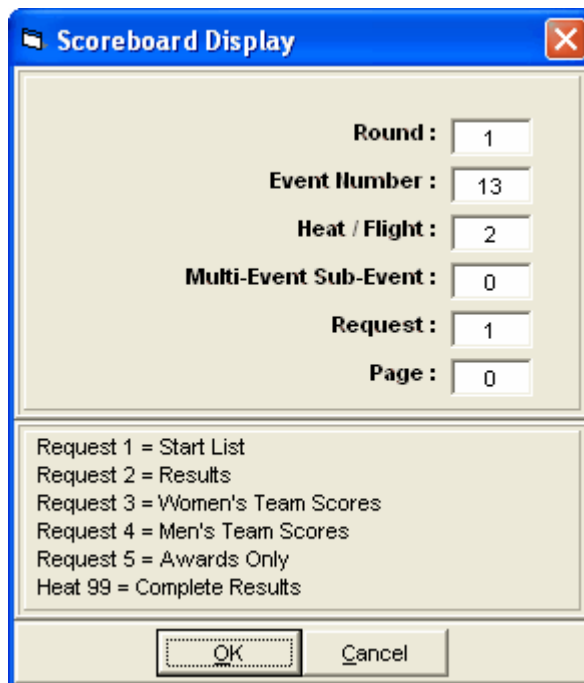 Scoreboard Display
Round : 1
Event Number : 13
Heat / Flight : 2
Multi-Event Sub-Event : 0
Request : 1
Page : 0
Request 1 = Start List
Request 2 = Results
Request 3 = Women's Team Scores
Request 4 = Men's Team Scores
Request 5 = Awards Only
Heat 99 = Complete Results
OK Cancel